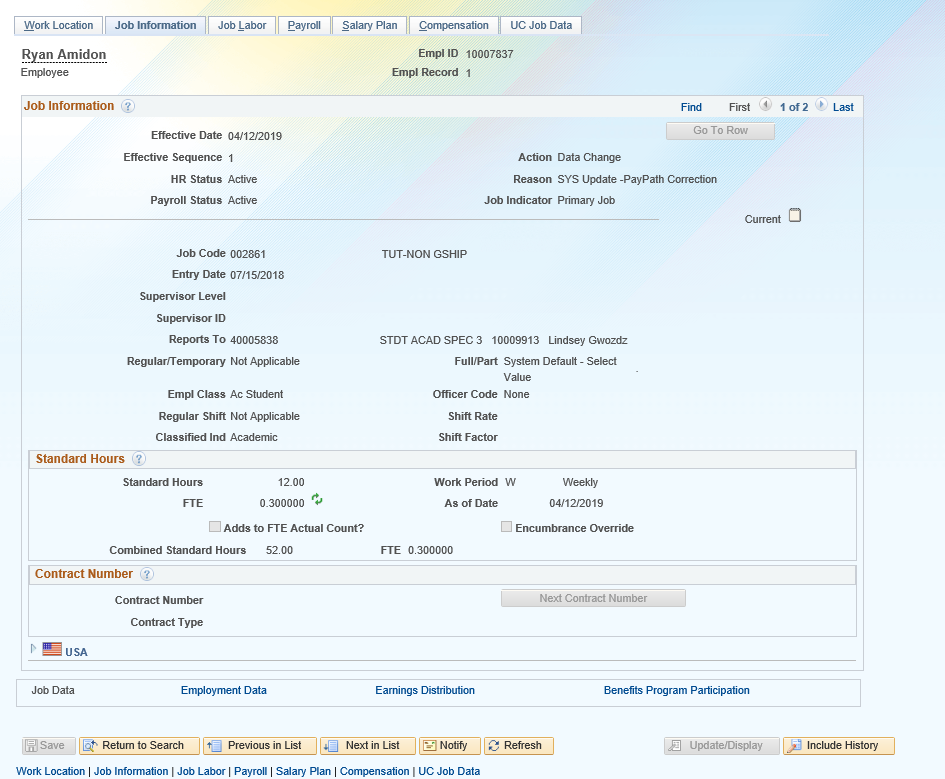 Work Location Job Information Job Labor Payroll Salary Plan Compensation UC Job Data
Ryan Amidon Empl ID 10007837
Employee Empl Record 1
Job Information ? Find First 1 of 2 Last
Effective Date 04/12/2019 Go To Row
Effective Sequence 1 Action Data Change
HR Status Active Reason SYS Update -PayPath Correction
Payroll Status Active Job Indicator Primary Job
Current
Job Code 002861 TUT-NON GSHIP
Entry Date 07/15/2018
Supervisor Level
Supervisor ID
Reports To 40005838 STDT ACAD SPEC 3 10009913 Lindsey Gwozdz
Regular/Temporary Not Applicable Full/Part System Default - Select
Value
Empl Class Ac Student Officer Code None
Regular Shift Not Applicable Shift Rate
Classified Ind Academic Shift Factor
Standard Hours ?
Standard Hours 12.00 Work Period W Weekly
FTE 0.300000 As of Date 04/12/2019
Adds to FTE Actual Count? Encumbrance Override
Combined Standard Hours 52.00 FTE 0.300000
Contract Number ?
Contract Number Next Contract Number
Contract Type
USA
Job Data Employment Data Earnings Distribution Benefits Program Participation
Save Return to Search Previous in List Next in List Notify Refresh Update/Display Include History
Work Location | Job Information | Job Labor | Payroll | Salary Plan | Compensation | UC Job Data